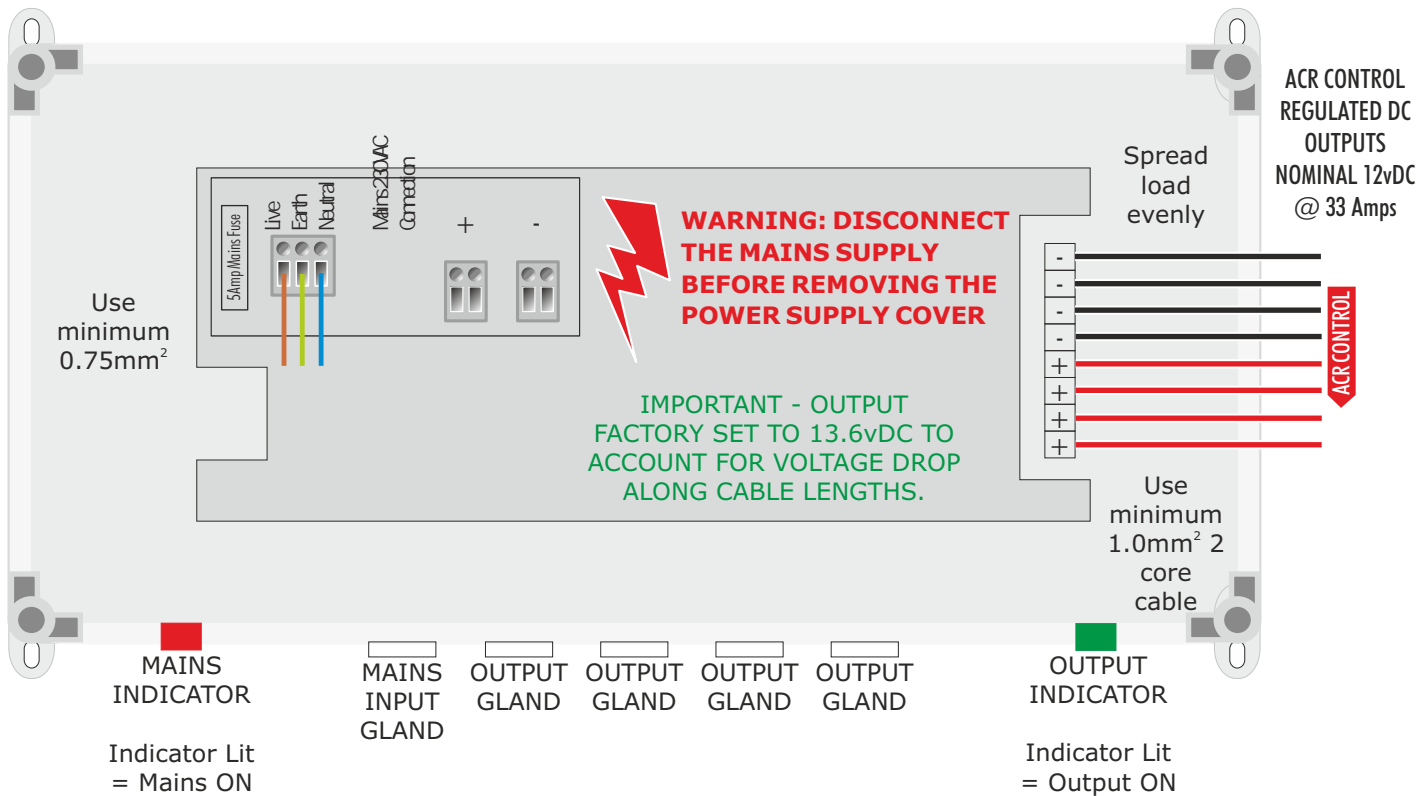 ACR CONTROL
REGULATED DC
OUTPUTS
NOMINAL 12vDC
@ 33 Amps
Spread
load
evenly
5Amp Mains Fuse
Live
Earth
Neutral
Mains 230VAC
Connection
+
-
WARNING: DISCONNECT
THE MAINS SUPPLY
BEFORE REMOVING THE
POWER SUPPLY COVER
Use
minimum
0.75mm²
-
-
-
-
+
+
+
+
ACR CONTROL
IMPORTANT - OUTPUT
FACTORY SET TO 13.6vDC TO
ACCOUNT FOR VOLTAGE DROP
ALONG CABLE LENGTHS.
Use
minimum
1.0mm² 2
core
cable
MAINS
INDICATOR
Indicator Lit
= Mains ON
MAINS
INPUT
GLAND
OUTPUT
GLAND
OUTPUT
GLAND
OUTPUT
GLAND
OUTPUT
GLAND
OUTPUT
INDICATOR
Indicator Lit
= Output ON